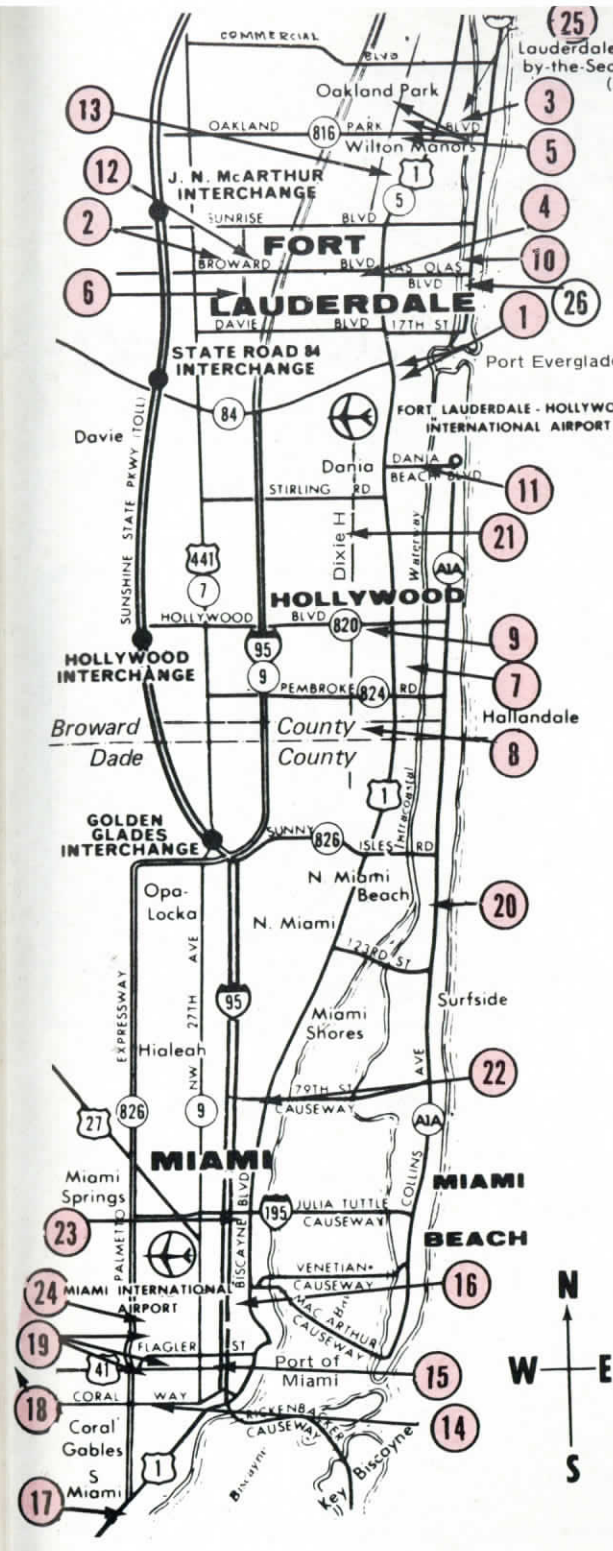 25
COMMERCIAL
BLVD
Lauderdale
by-the-Sea
Oakland Park
3
13
OAKLAND 816 PARK BLVD
Wilton Manors
5
1
12
J. N. McARTHUR
INTERCHANGE
5
4
2
SUNRISE BLVD
FORT
BROWARD BLVD LAS OLAS
BLVD
10
6
26
LAUDERDALE
1
DAVIE BLVD 17TH ST
STATE ROAD 84
INTERCHANGE
Port Everglad
84
FORT LAUDERDALE - HOLLYWO
INTERNATIONAL AIRPORT
Davie
SUNSHINE STATE PKWY (TOLL)
Dania
DANIA
BEACH BLVD
11
STIRLING RD
21
Dixie H
Waterway
441
7
A1A
HOLLYWOOD
HOLLYWOOD BLVD 820
9
95
HOLLYWOOD
INTERCHANGE
9
7
PEMBROKE 824 RD
Hallandale
Broward County
Dade County
8
1
Intracoastal
GOLDEN
GLADES
INTERCHANGE
SUNNY 826 ISLES RD
N. Miami
Beach
Opa-
Locka
20
N. Miami
123RD ST
EXPRESSWAY
NW 27TH AVE
95
Surfside
Miami
Shores
Hialeah
22
79TH ST
CAUSEWAY
AVE
27
826
9
A1A
MIAMI
COLLINS
Miami
Springs
BLVD
MIAMI
195
JULIA TUTTLE
CAUSEWAY
23
PALMETTO
BISCAYNE
BEACH
VENETIAN
CAUSEWAY
16
N
24
MIAMI INTERNATIONAL
AIRPORT
MAC ARTHUR
CAUSEWAY
19
FLAGLER ST
41
Port of
Miami
15
W E
18
CORAL WAY
RICKENBACKER
CAUSEWAY
14
Coral
Gables
S
Miami
1
Biscayne
Key Biscayne
S
17